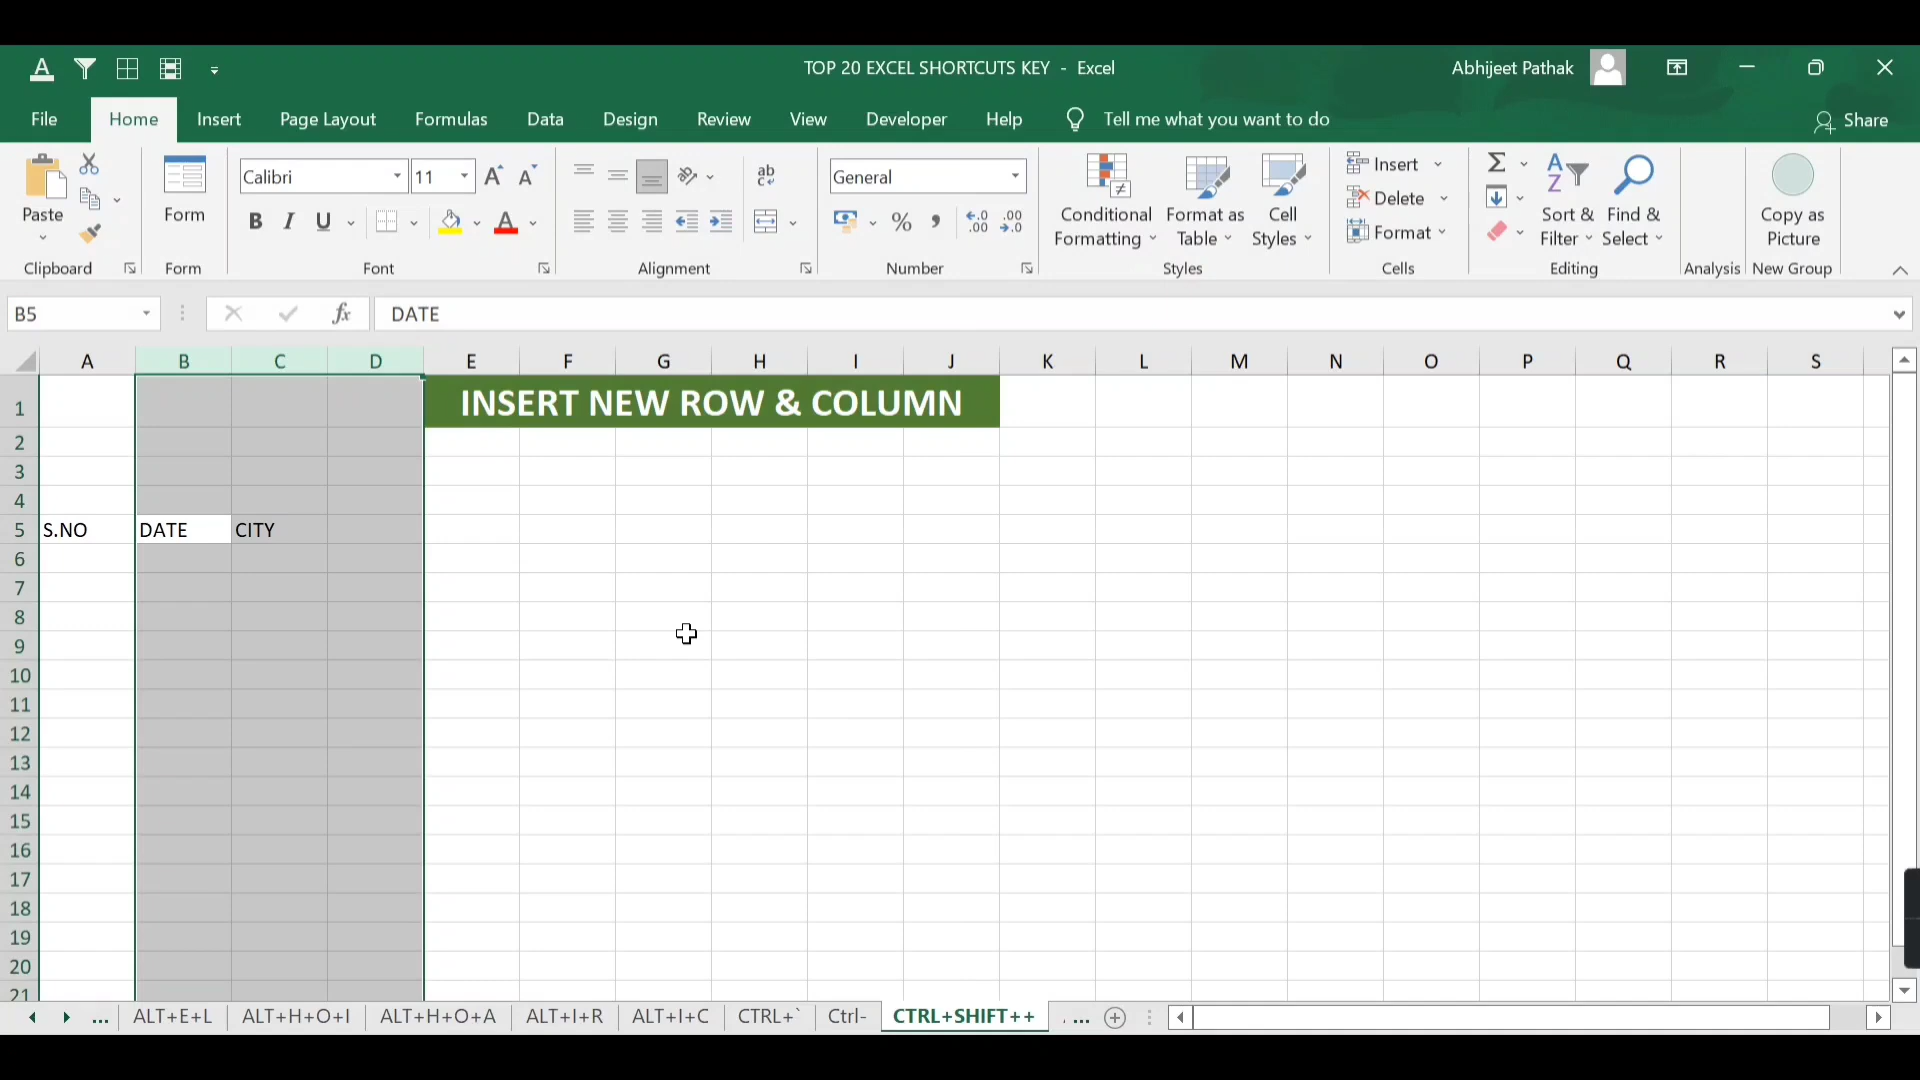 TOP 20 EXCEL SHORTCUTS KEY - Excel
Abhijeet Pathak
File Home Insert Page Layout Formulas Data Design Review View Developer Help Tell me what you want to do Share
Paste
Clipboard
Form
Form
Calibri 11
B I U A
Font
ab
Alignment
General
% ,
Number
Conditional Formatting
Format as Table
Cell Styles
Styles
Insert
Delete
Format
Cells
Σ
Sort & Filter
Find & Select
Editing
Analysis
Copy as Picture
New Group
B5 fx DATE
A B C D E F G H I J K L M N O P Q R S
1 INSERT NEW ROW & COLUMN
2
3
4
5 S.NO DATE CITY
6
7
8
9
10
11
12
13
14
15
16
17
18
19
20
21
... ALT+E+L ALT+H+O+I ALT+H+O+A ALT+I+R ALT+I+C CTRL+` Ctrl- CTRL+SHIFT++ ...